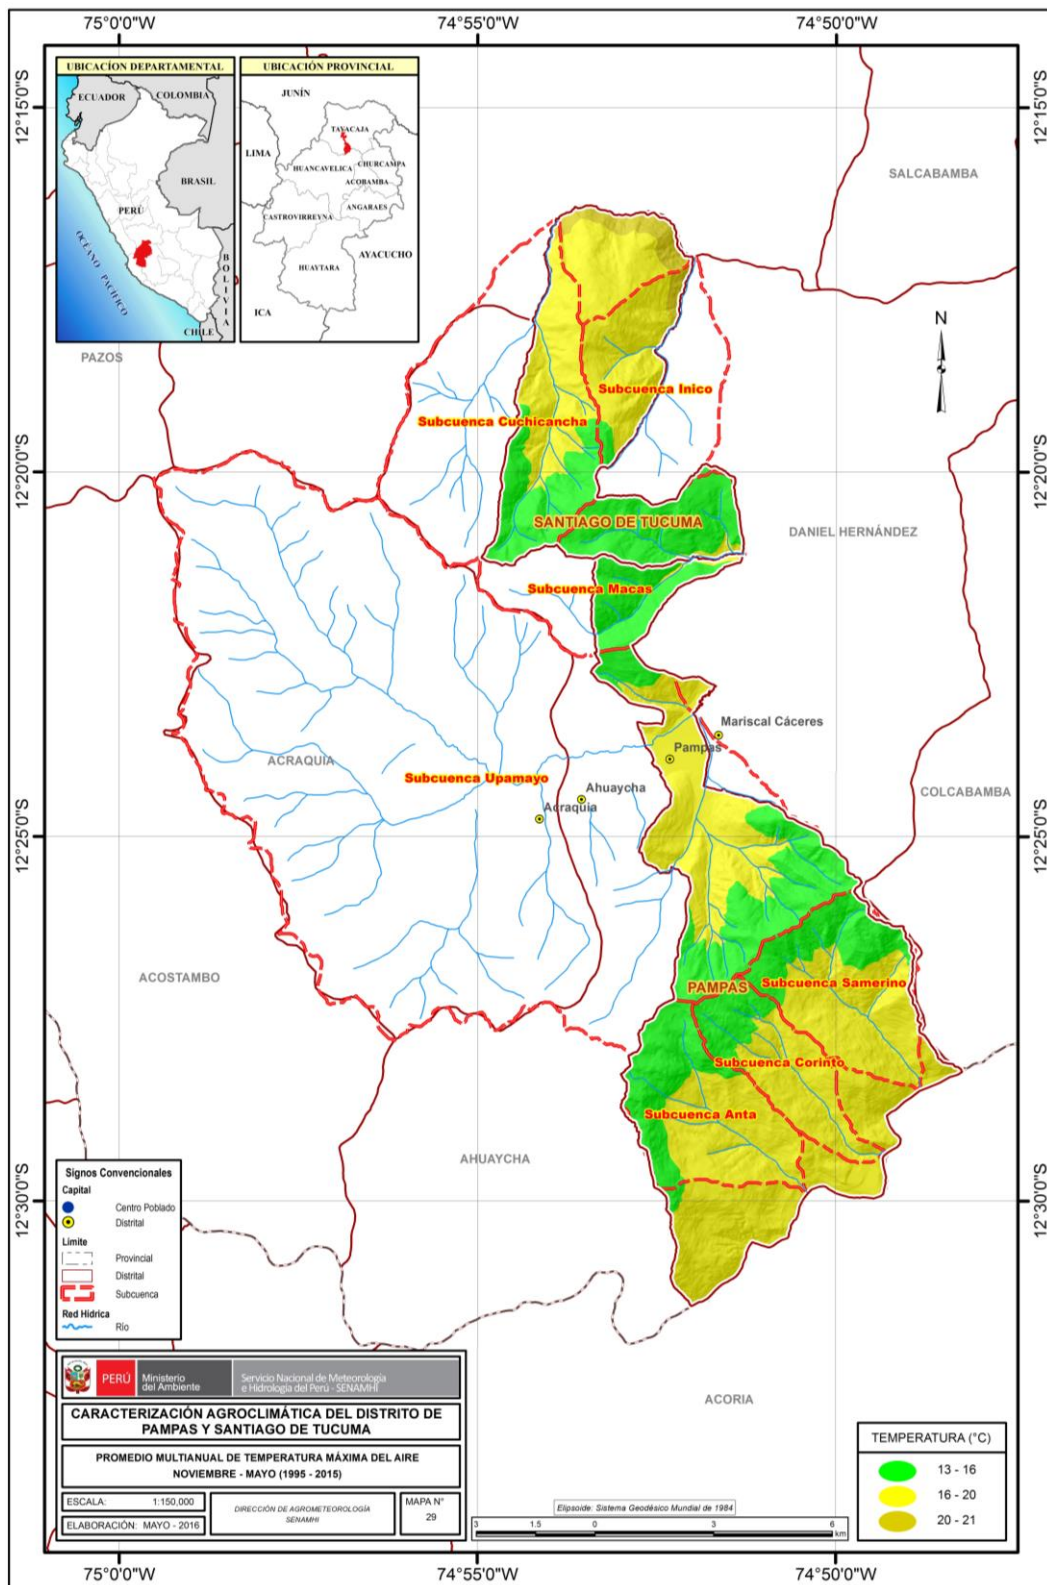 75°0'0"W
74°55'0"W
74°50'0"W
12°15'0"S
12°15'0"S
UBICACÍON DEPARTAMENTAL
ECUADOR
COLOMBIA
BRASIL
PERÚ
OCÉANO PACÍFICO
BOLIVIA
CHILE
UBICACIÓN PROVINCIAL
JUNÍN
TAYACAJA
LIMA
CHURCAMPA
HUANCAVELICA
ACOBAMBA
ANGARAES
CASTROVIRREYNA
AYACUCHO
HUAYTARA
ICA
SALCABAMBA
N
PAZOS
Subcuenca Inico
Subcuenca Cuchicancha
12°20'0"S
12°20'0"S
SANTIAGO DE TUCUMA
DANIEL HERNÁNDEZ
Subcuenca Macas
Mariscal Cáceres
Pampas
ACRAQUIA
Subcuenca Upamayo
Ahuaycha
Acraquia
COLCABAMBA
12°25'0"S
12°25'0"S
ACOSTAMBO
Subcuenca Samerino
PAMPAS
Subcuenca Corinto
Subcuenca Anta
AHUAYCHA
12°30'0"S
12°30'0"S
Signos Convencionales
Capital
Centro Poblado
Distrital
Limite
Provincial
Distrital
Subcuenca
Red Hídrica
Río
PERÚ
Ministerio
del Ambiente
Servicio Nacional de Meteorología
e Hidrología del Perú - SENAMHI
CARACTERIZACIÓN AGROCLIMÁTICA DEL DISTRITO DE
PAMPAS Y SANTIAGO DE TUCUMA
PROMEDIO MULTIANUAL DE TEMPERATURA MÁXIMA DEL AIRE
NOVIEMBRE - MAYO (1995 - 2015)
ESCALA: 1:150,000
ELABORACIÓN: MAYO - 2016
DIRECCIÓN DE AGROMETEOROLOGÍA
SENAMHI
MAPA N°
29
ACORIA
Elipsoide: Sistema Geodésico Mundial de 1984
3 1.5 0 3 6
km
TEMPERATURA (°C)
13 - 16
16 - 20
20 - 21
75°0'0"W
74°55'0"W
74°50'0"W